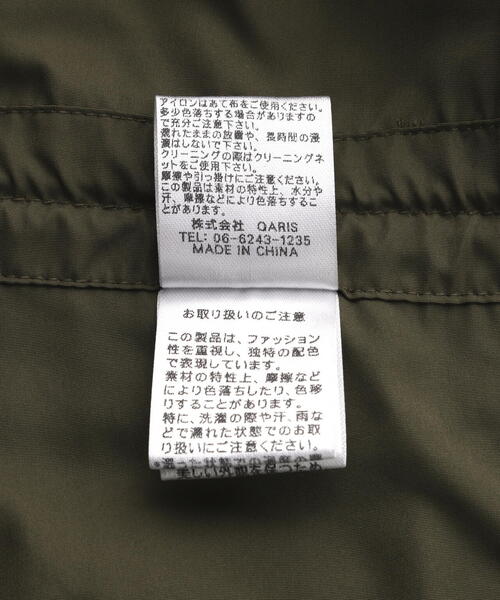 アイロンはあて布をご使用ください。
多少色落ちする場合がありますの
で充分ご注意下さい。
濡れたままの放置や、長時間の浸
漬はしないで下さい。
クリーニングの際はクリーニングネ
ットをご使用下さい。
摩擦や引っ掛けにご注意ください。
この製品は素材の特性上、水分や
汗、摩擦などにより色落ちするこ
とがあります。
株式会社 QARIS
TEL: 06-6243-1235
MADE IN CHINA
お取り扱いのご注意
この製品は、ファッション
性を重視し、独特の配色
で表現しています。
素材の特性上、摩擦など
により色落ちしたり、色移
りすることがあります。
特に、洗濯の際や汗、雨な
どで濡れた状態でのお取
り扱いにご注意ください。
美しい外観を保つため